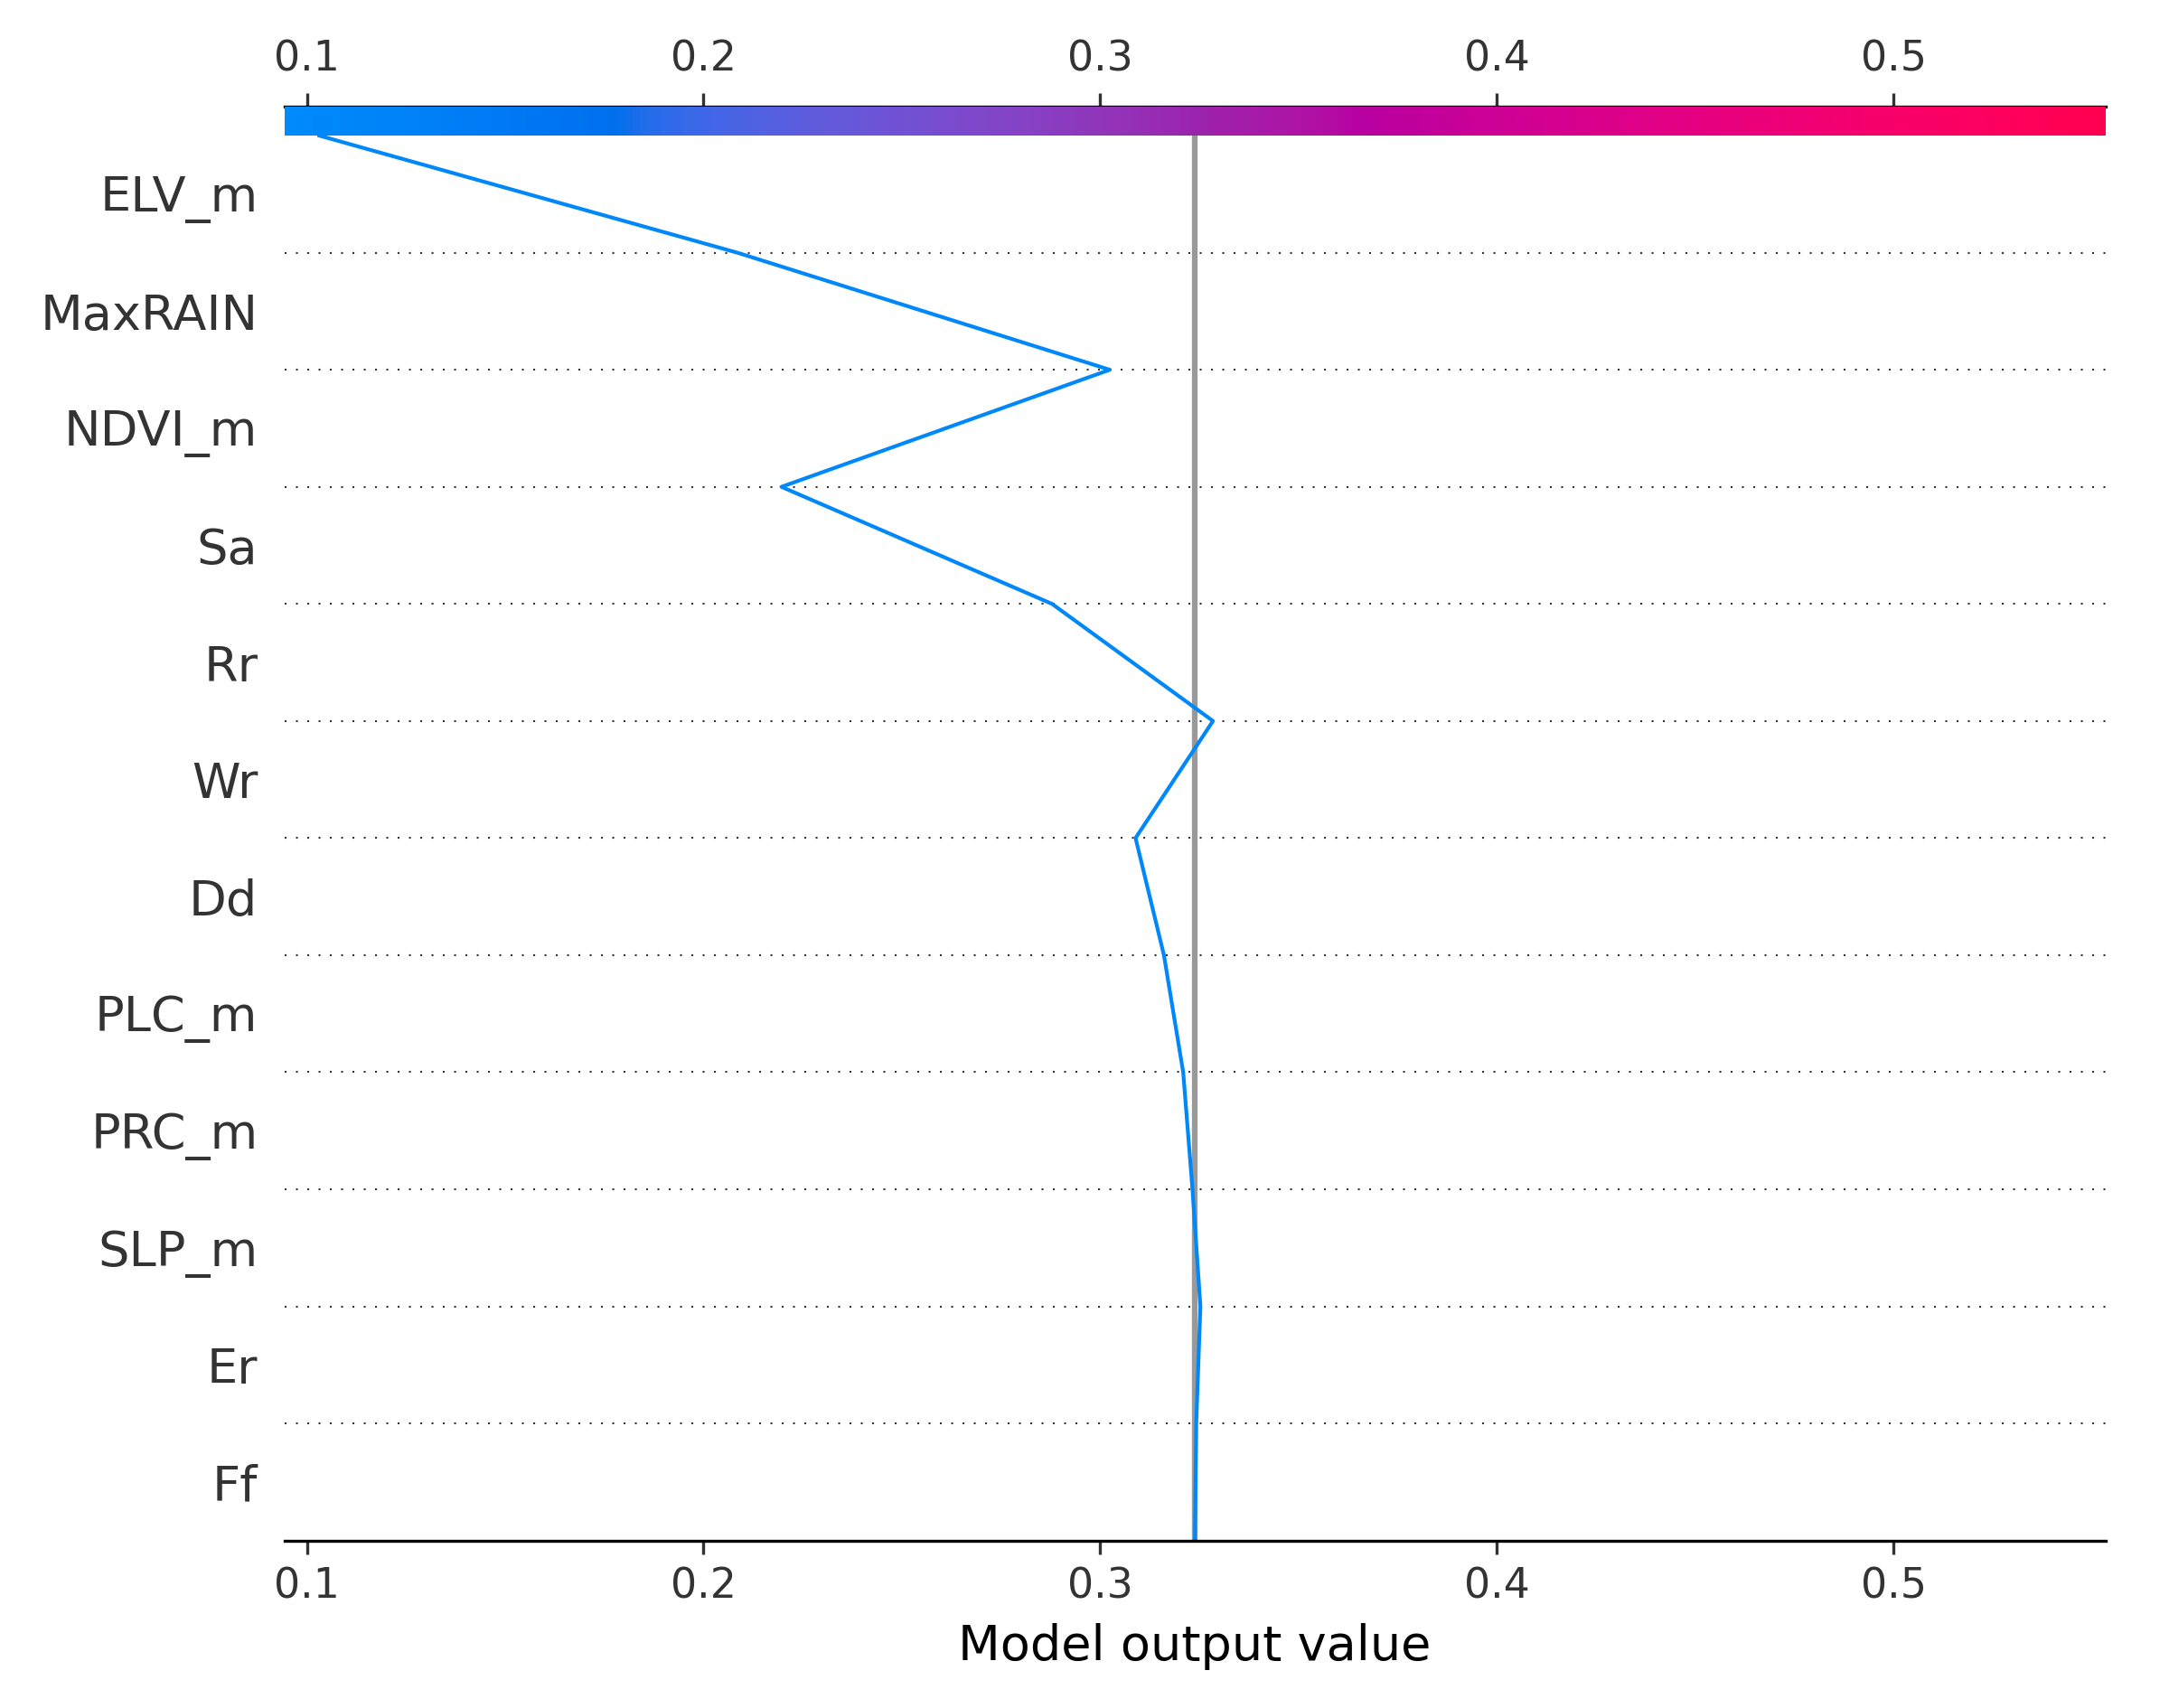 0.1 0.2 0.3 0.4 0.5
ELV_m
MaxRAIN
NDVI_m
Sa
Rr
Wr
Dd
PLC_m
PRC_m
SLP_m
Er
Ff
0.1 0.2 0.3 0.4 0.5
Model output value